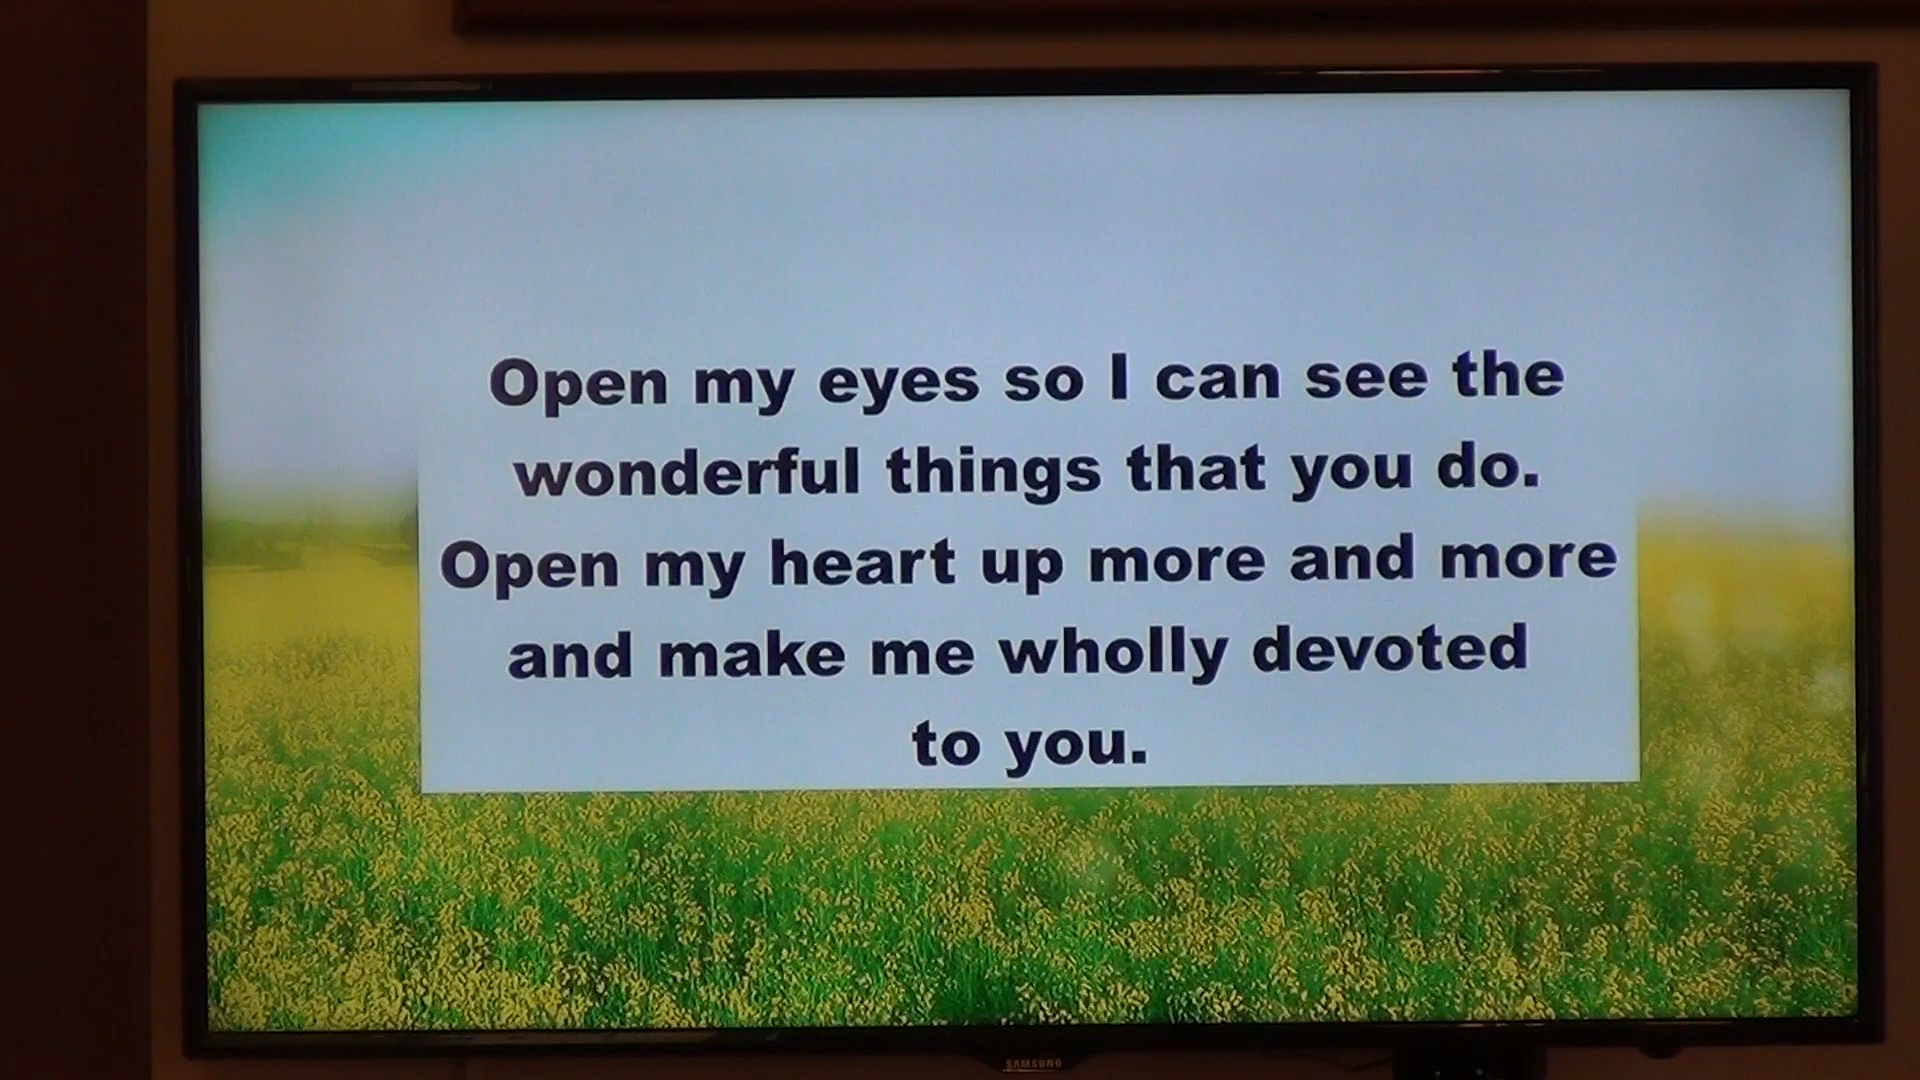 Open my eyes so I can see the
wonderful things that you do.
Open my heart up more and more
and make me wholly devoted
to you.
SAMSUNG